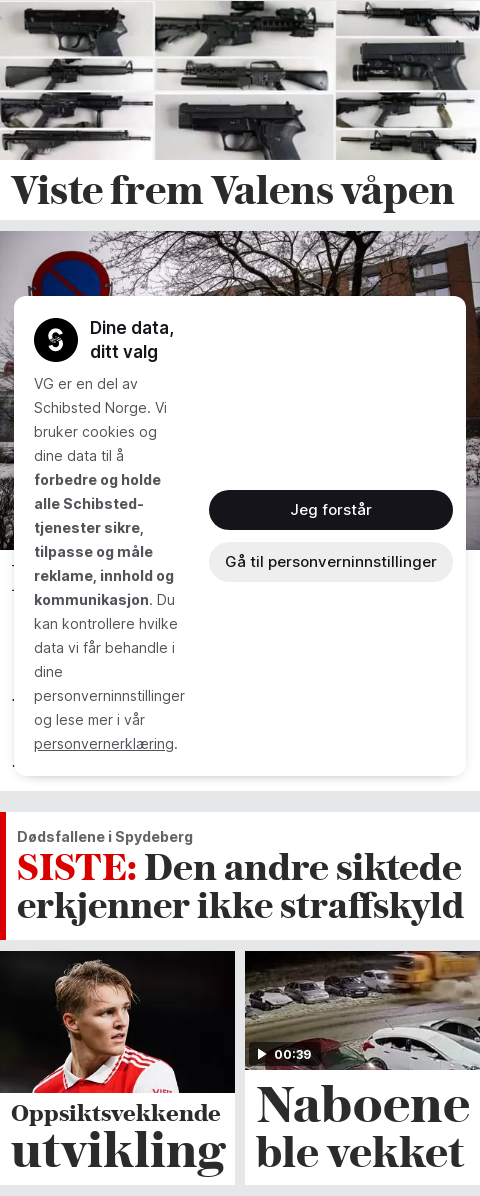 Viste frem Valens våpen
Dine data,
ditt valg
VG er en del av
Schibsted Norge. Vi
bruker cookies og
dine data til å
forbedre og holde
alle Schibsted-
tjenester sikre,
tilpasse og måle
reklame, innhold og
kommunikasjon. Du
kan kontrollere hvilke
data vi får behandle i
dine
personverninnstillinger
og lese mer i vår
personvernerklæring.
Jeg forstår
Gå til personverninnstillinger
Dødsfallene i Spydeberg
SISTE: Den andre siktede
erkjenner ikke straffskyld
Oppsiktsvekkende
utvikling
00:39
Naboene
ble vekket